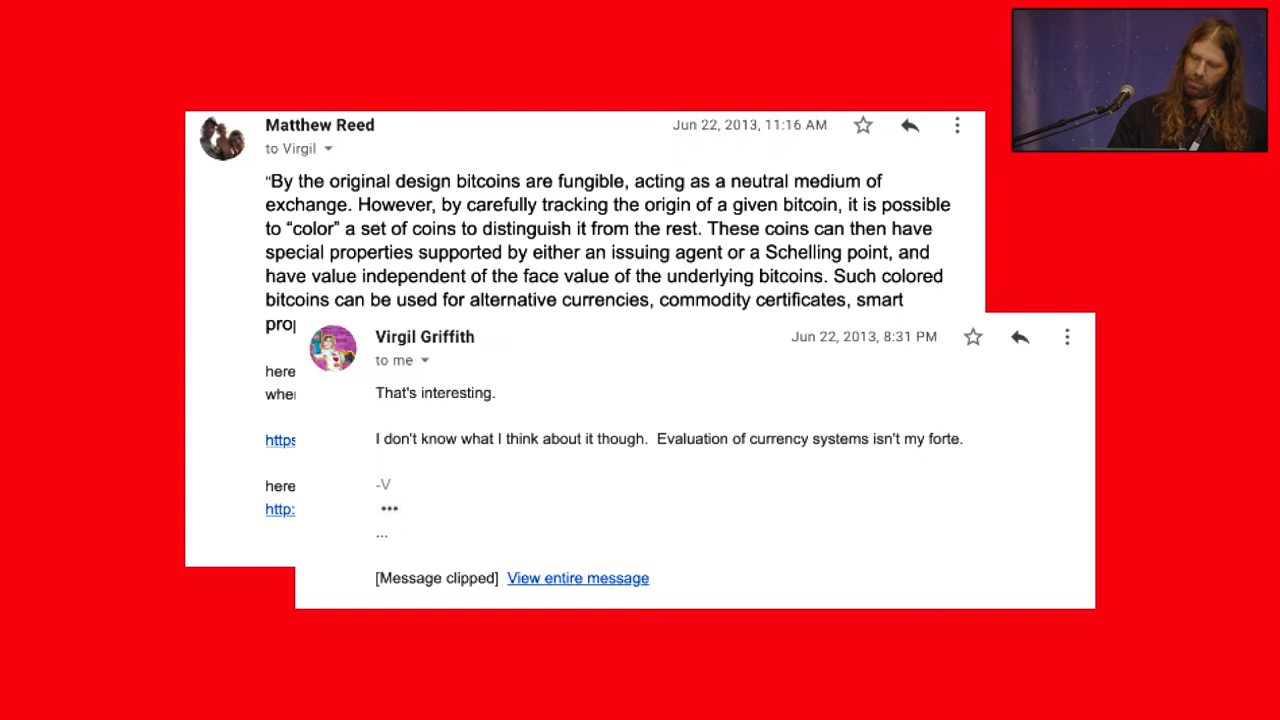 Matthew Reed
Jun 22, 2013, 11:16 AM
to Virgil
"By the original design bitcoins are fungible, acting as a neutral medium of
exchange. However, by carefully tracking the origin of a given bitcoin, it is possible
to “color” a set of coins to distinguish it from the rest. These coins can then have
special properties supported by either an issuing agent or a Schelling point, and
have value independent of the face value of the underlying bitcoins. Such colored
bitcoins can be used for alternative currencies, commodity certificates, smart
here
https
here
http:
Virgil Griffith
Jun 22, 2013, 8:31 PM
to me
That's interesting.
I don't know what I think about it though.  Evaluation of currency systems isn't my forte.
-V
•••
...
[Message clipped]  View entire message